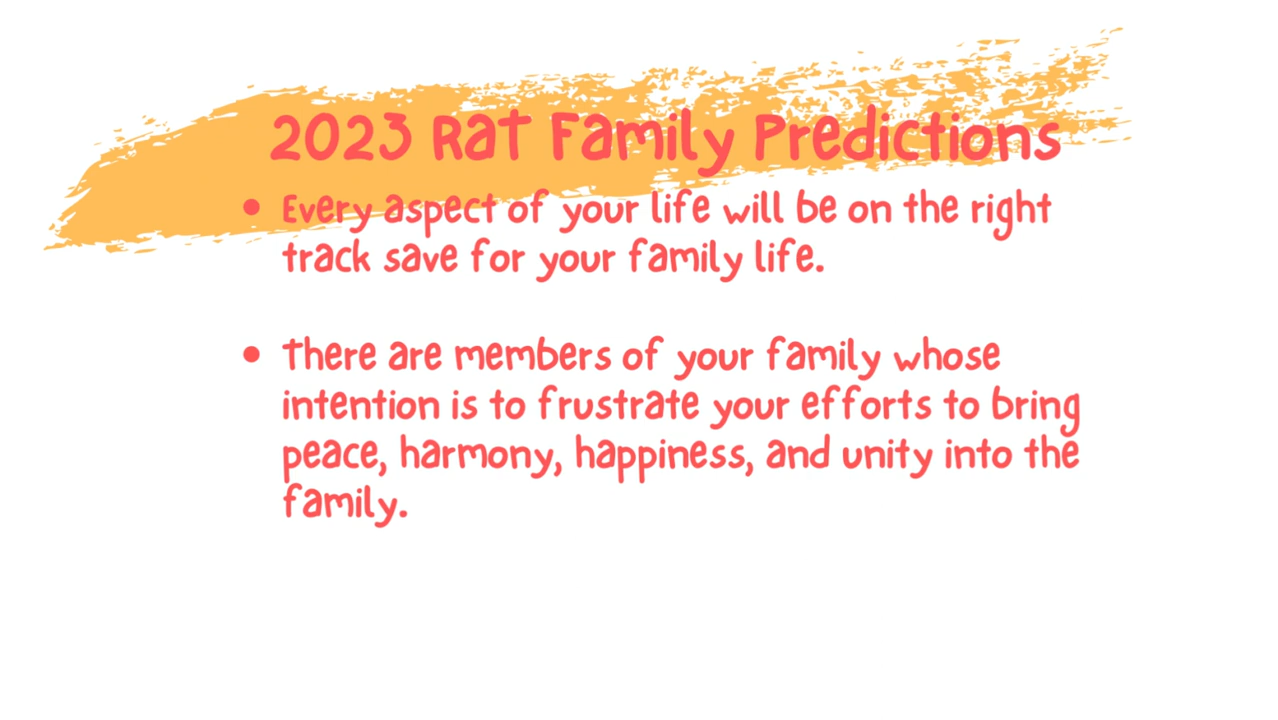 2023 Rat Family Predictions
• Every aspect of your life will be on the right
track save for your family life.
• There are members of your family whose
intention is to frustrate your efforts to bring
peace, harmony, happiness, and unity into the
family.